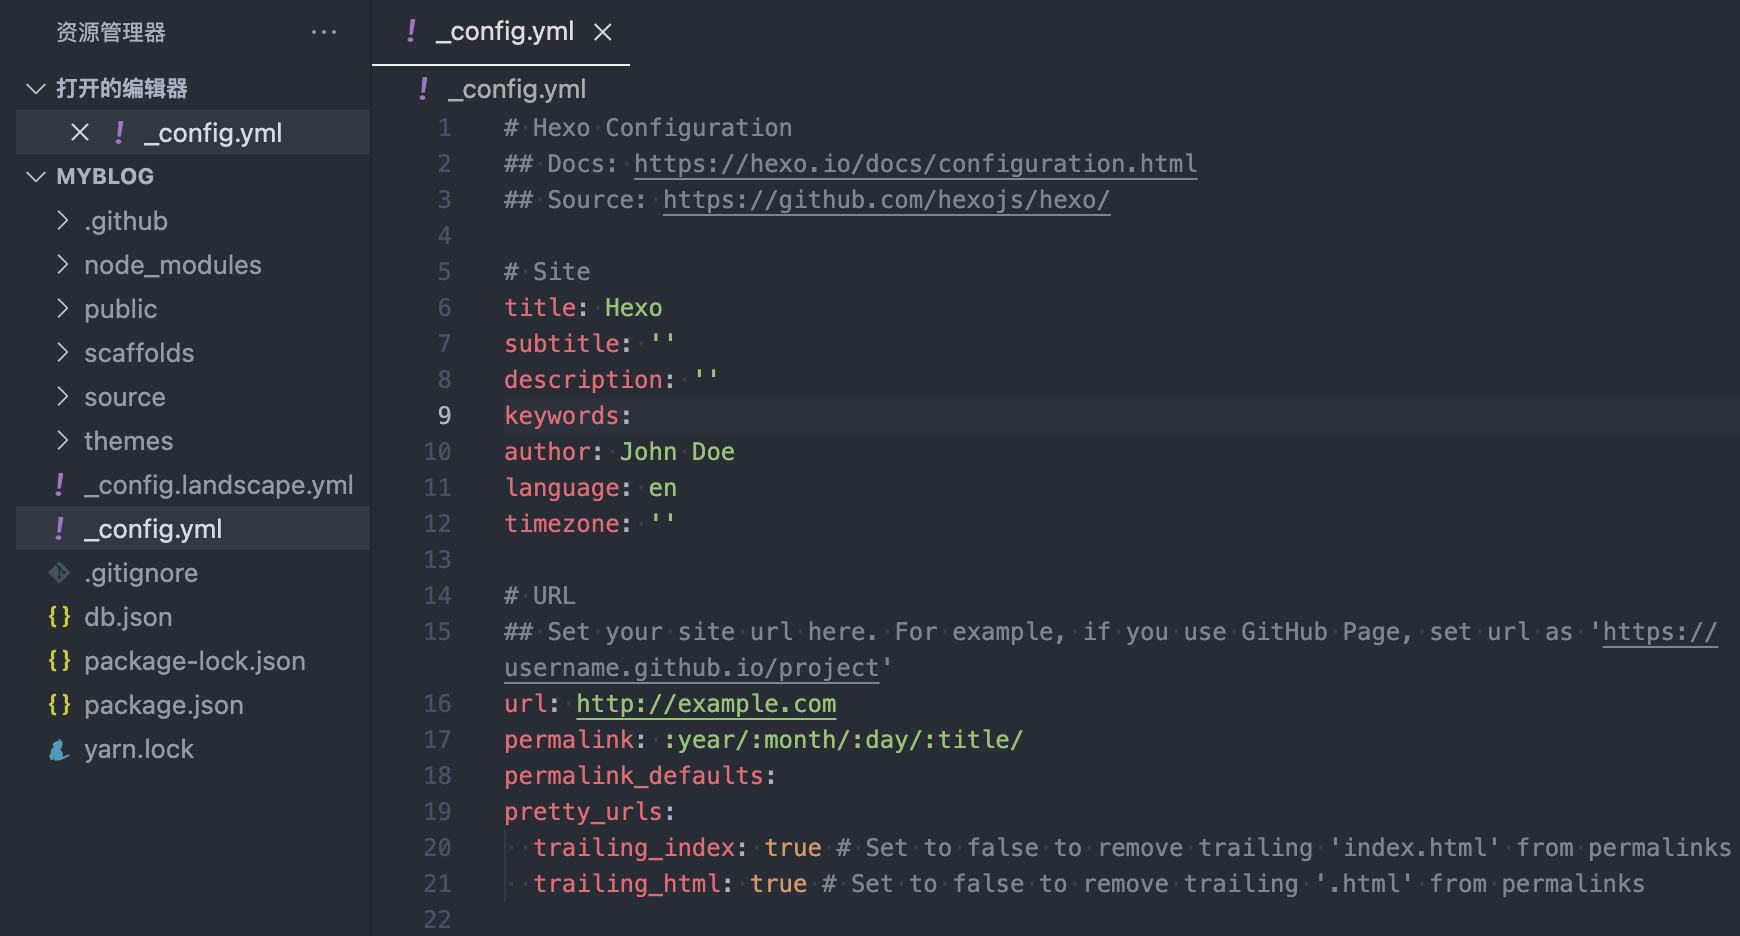 资源管理器
打开的编辑器
_config.yml
MYBLOG
.github
node_modules
public
scaffolds
source
themes
_config.landscape.yml
_config.yml
.gitignore
db.json
package-lock.json
package.json
yarn.lock
_config.yml
_config.yml
1 # Hexo Configuration
2 ## Docs: https://hexo.io/docs/configuration.html
3 ## Source: https://github.com/hexojs/hexo/
4
5 # Site
6 title: Hexo
7 subtitle: ''
8 description: ''
9 keywords:
10 author: John Doe
11 language: en
12 timezone: ''
13
14 # URL
15 ## Set your site url here. For example, if you use GitHub Page, set url as 'https://
username.github.io/project'
16 url: http://example.com
17 permalink: :year/:month/:day/:title/
18 permalink_defaults:
19 pretty_urls:
20 trailing_index: true # Set to false to remove trailing 'index.html' from permalinks
21 trailing_html: true # Set to false to remove trailing '.html' from permalinks
22